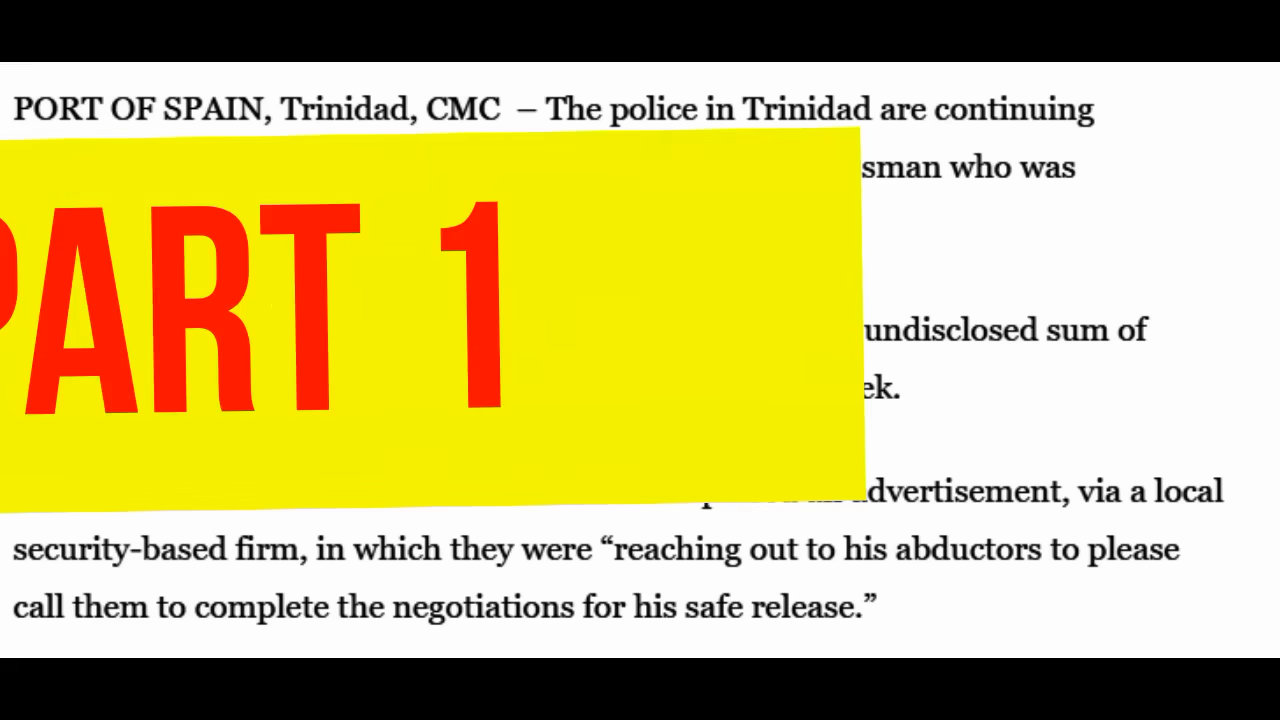 PORT OF SPAIN, Trinidad, CMC – The police in Trinidad are continuing
who was
PART 1
undisclosed sum of
advertisement, via a local
security-based firm, in which they were “reaching out to his abductors to please
call them to complete the negotiations for his safe release.”